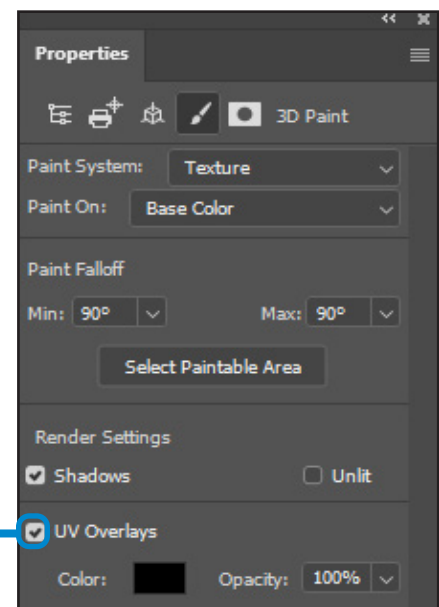 Properties
3D Paint
Paint System: Texture
Paint On: Base Color
Paint Falloff
Min: 90° Max: 90°
Select Paintable Area
Render Settings
Shadows Unlit
UV Overlays
Color: Opacity: 100%